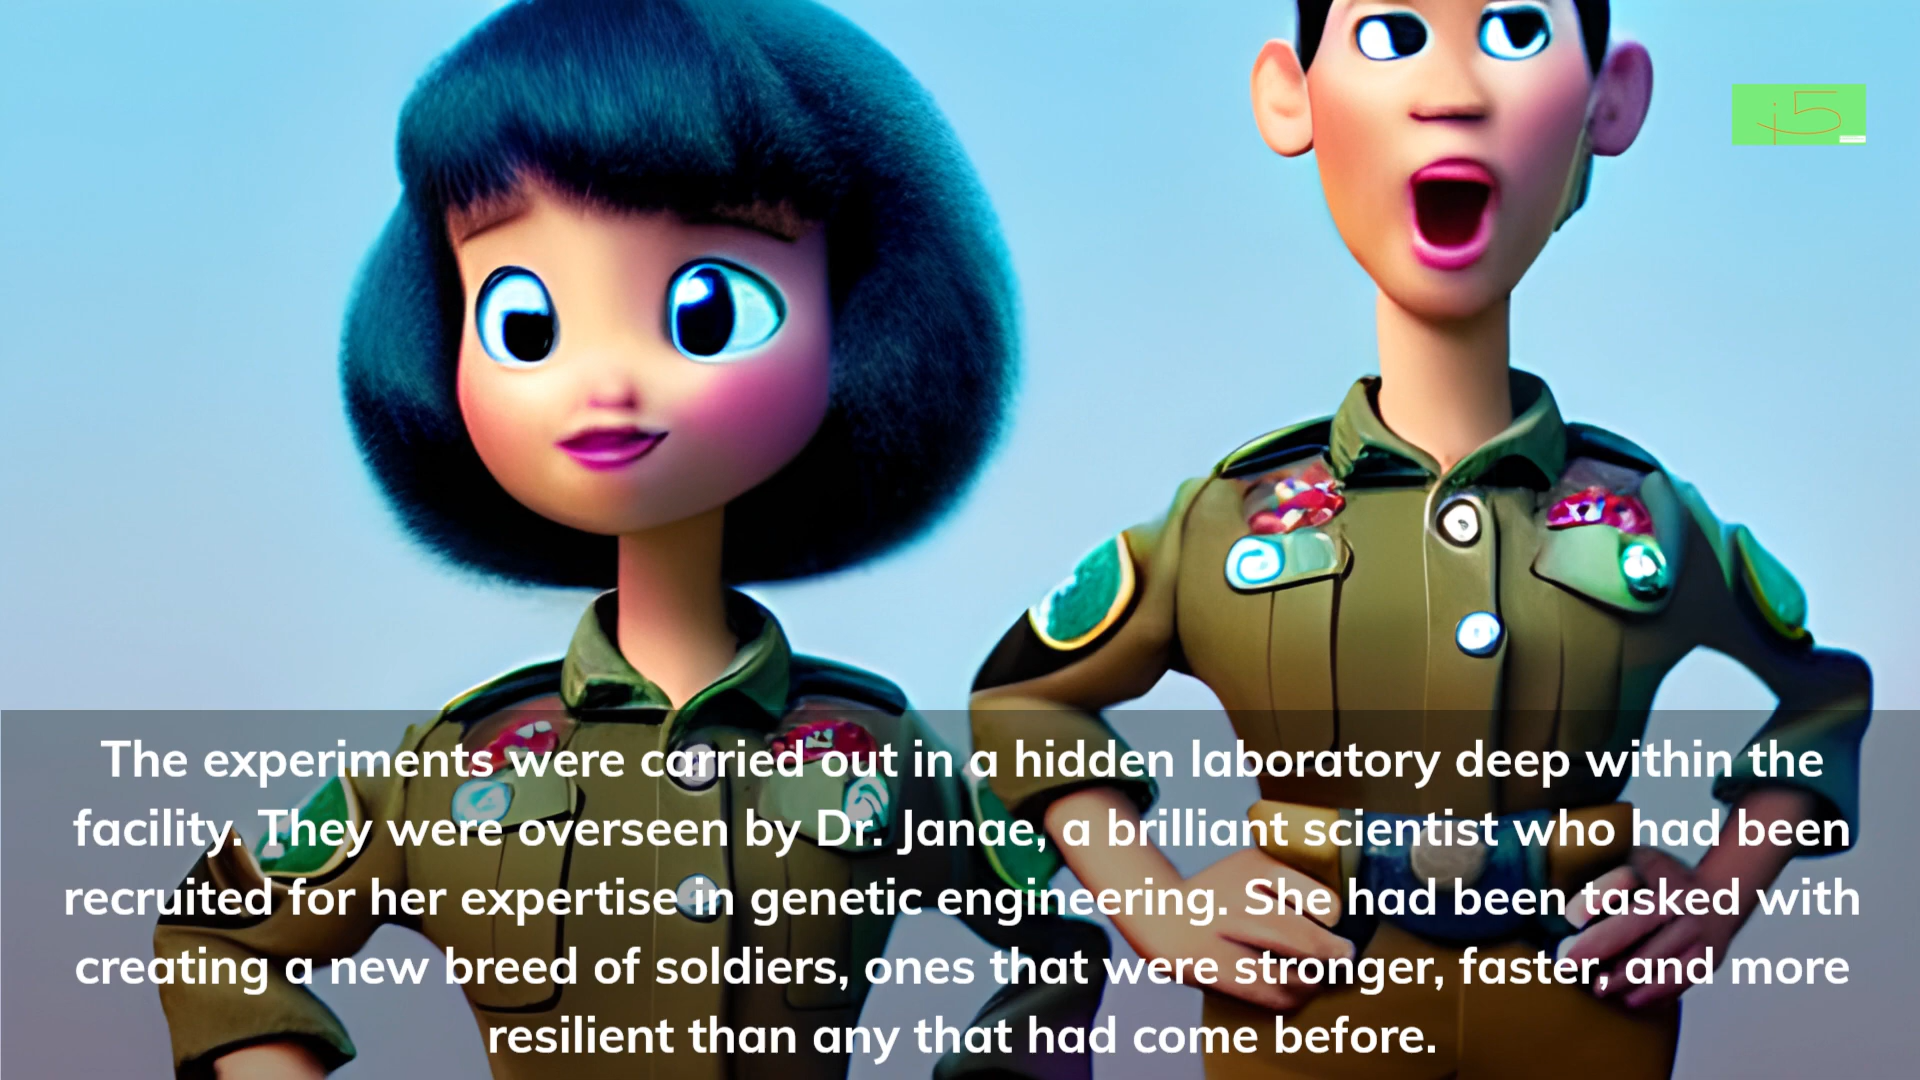 i5
The experiments were carried out in a hidden laboratory deep within the
facility. They were overseen by Dr. Janae, a brilliant scientist who had been
recruited for her expertise in genetic engineering. She had been tasked with
creating a new breed of soldiers, ones that were stronger, faster, and more
resilient than any that had come before.